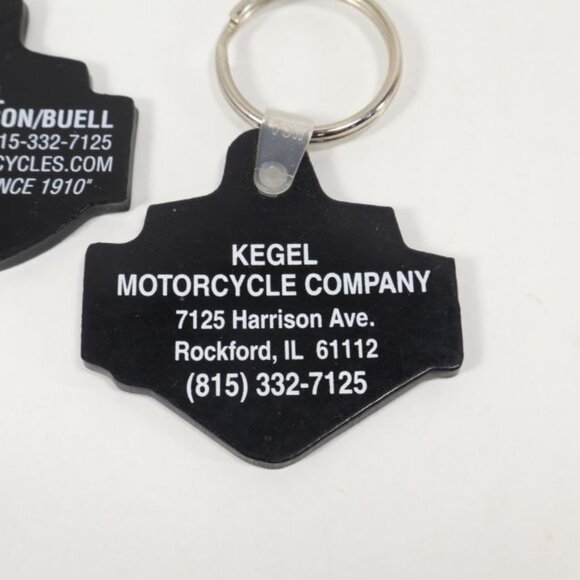 ON/BUELL
15-332-7125
CYCLES.COM
NCE 1910"
KEGEL
MOTORCYCLE COMPANY
7125 Harrison Ave.
Rockford, IL 61112
(815) 332-7125